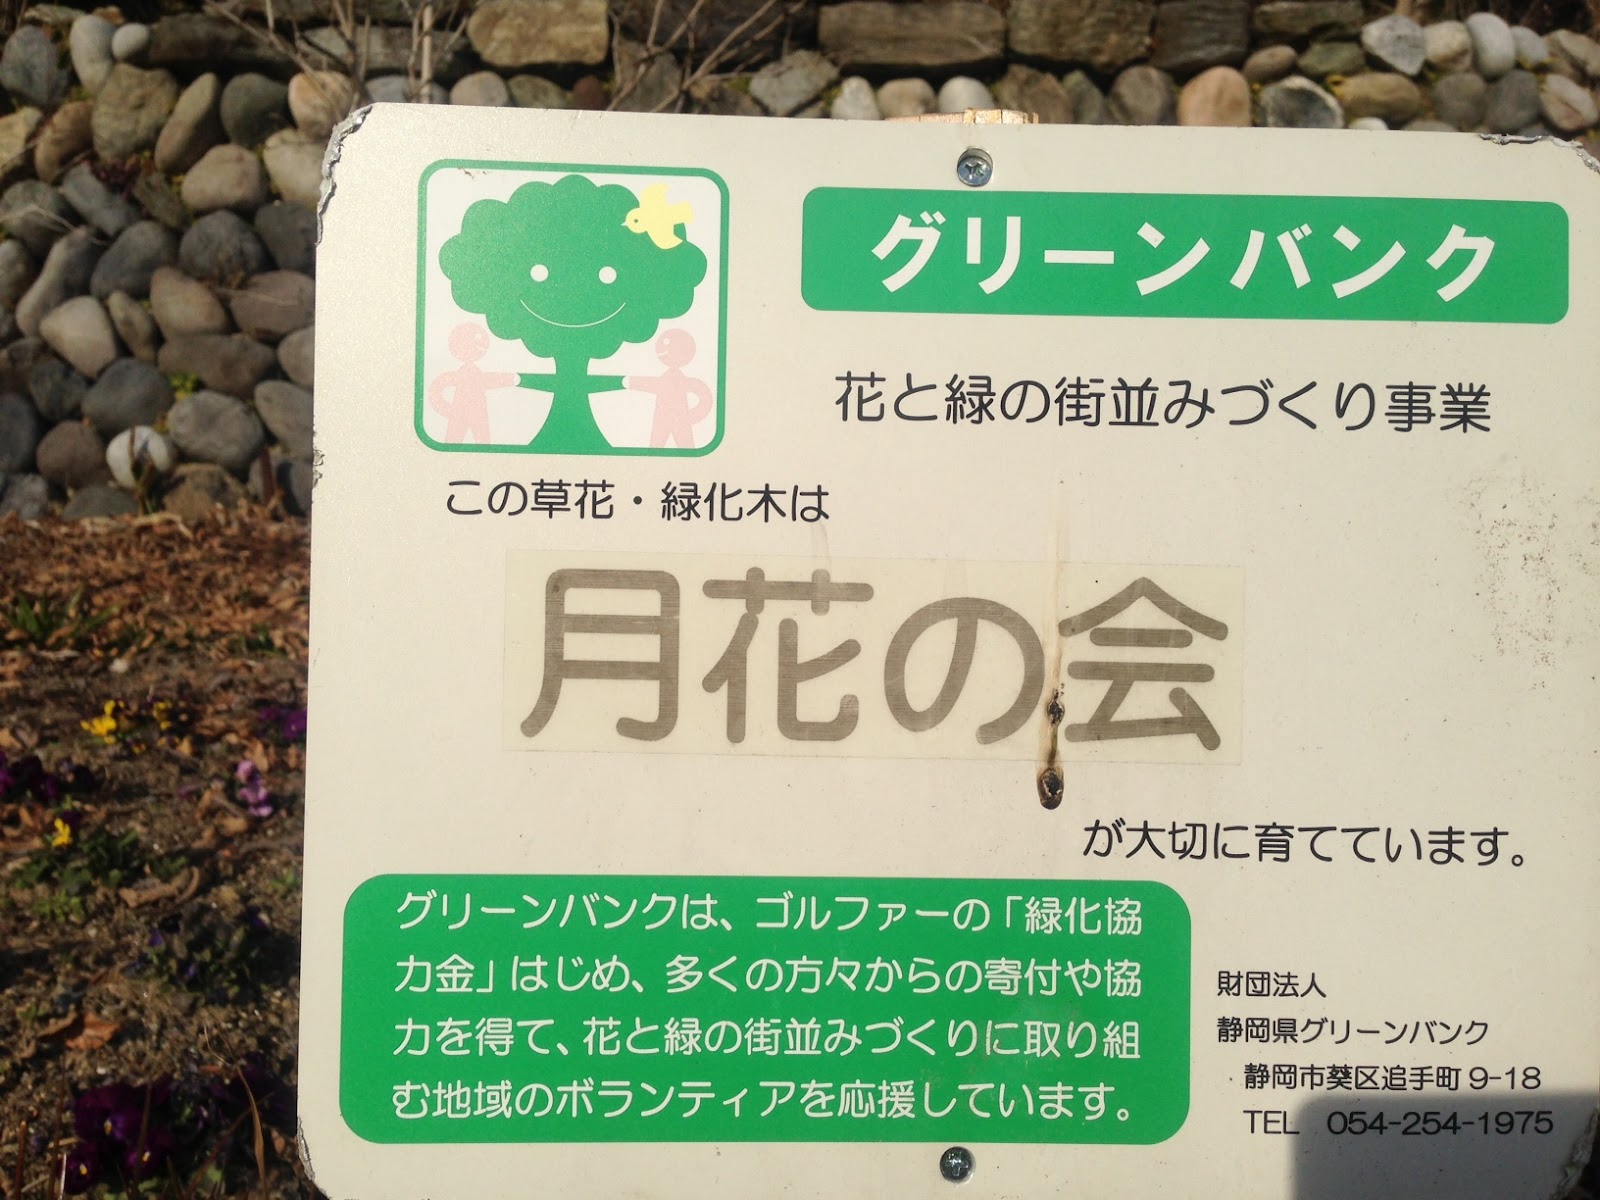 グリーンバンク
花と緑の街並みづくり事業
この草花・緑化木は
月花の会
が大切に育てています。
グリーンバンクは、ゴルファーの「緑化協
力金」はじめ、多くの方々からの寄付や協
力を得て、花と緑の街並みづくりに取り組
む地域のボランティアを応援しています。
財団法人
静岡県グリーンバンク
静岡市葵区追手町9-18
TEL 054-254-1975